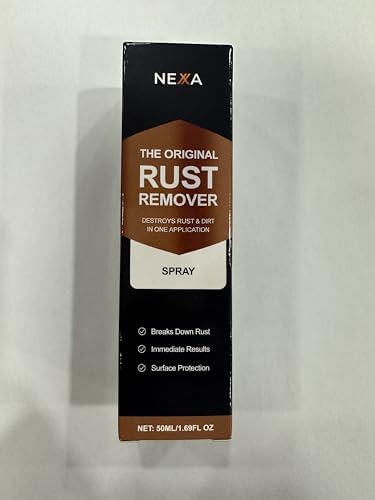 NEXXA
THE ORIGINAL
RUST
REMOVER
DESTROYS RUST & DIRT
IN ONE APPLICATION
SPRAY
Breaks Down Rust
Immediate Results
Surface Protection
NET: 50ML/1.69FL OZ